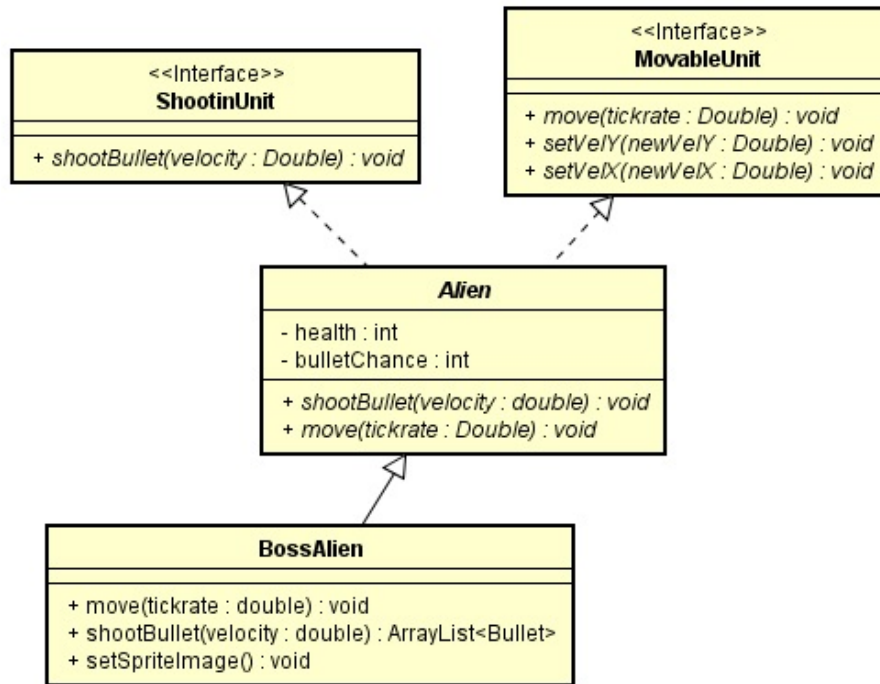 <<Interface>>
ShootinUnit
+ shootBullet(velocity : Double) : void
<<Interface>>
MovableUnit
+ move(tickrate : Double) : void
+ setVelY(newVelY : Double) : void
+ setVelX(newVelX : Double) : void
Alien
- health : int
- bulletChance : int
+ shootBullet(velocity : double) : void
+ move(tickrate : Double) : void
BossAlien
+ move(tickrate : double) : void
+ shootBullet(velocity : double) : ArrayList<Bullet>
+ setSpriteImage() : void